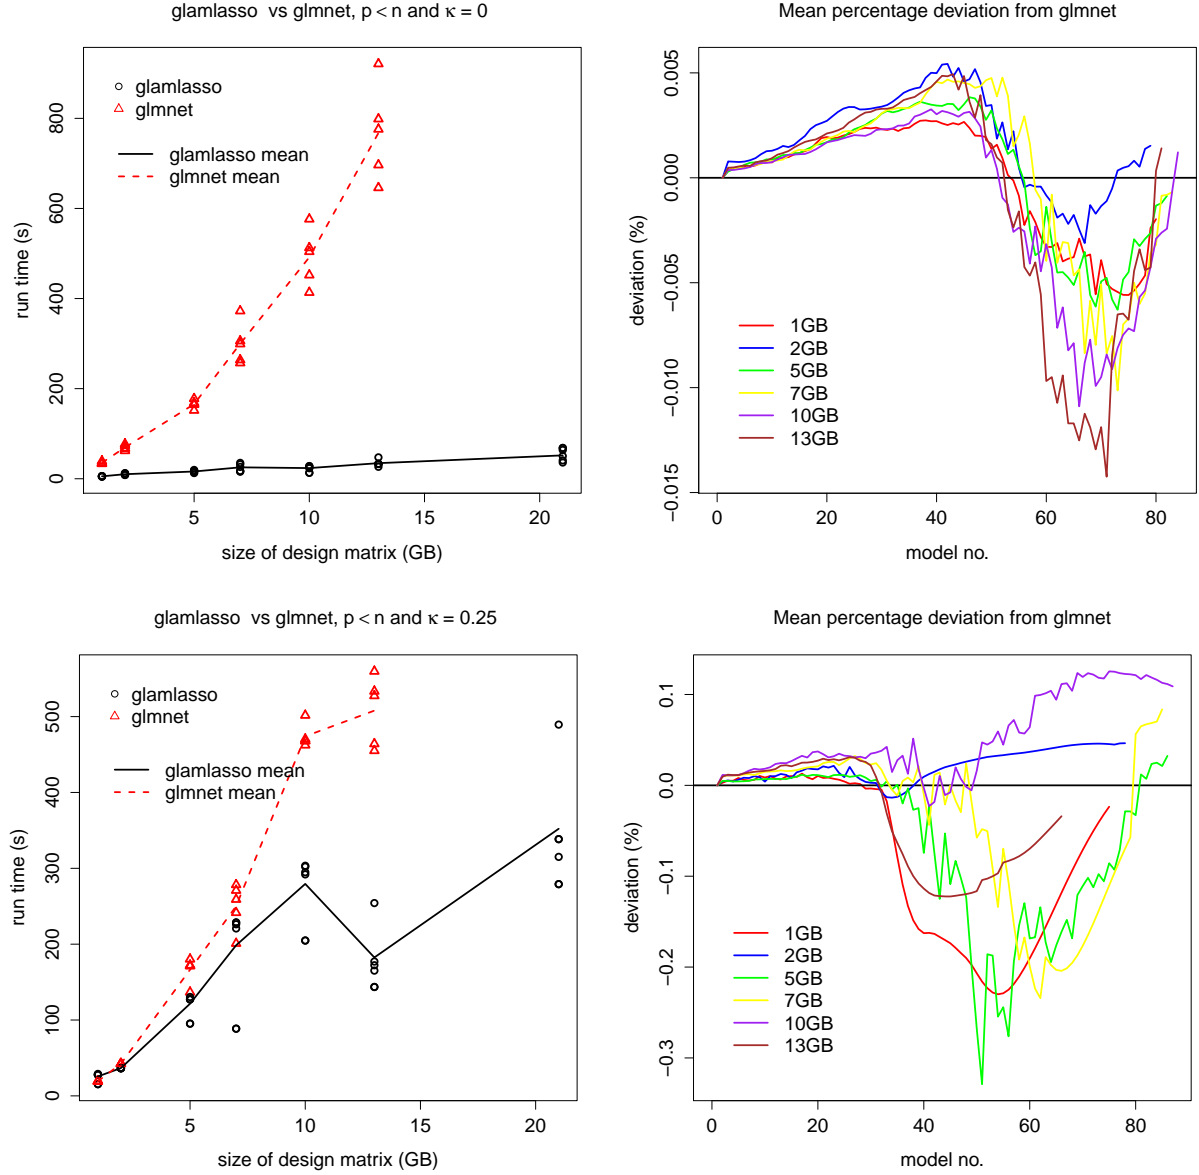 glamlasso vs glmnet, p < n and κ = 0
glamlasso
glmnet
glamlasso mean
glmnet mean
run time (s)
0
200
400
600
800
5
10
15
20
size of design matrix (GB)
Mean percentage deviation from glmnet
deviation (%)
0.005
0.000
−0.005
−0.010
−0.015
1GB
2GB
5GB
7GB
10GB
13GB
0
20
40
60
80
model no.
glamlasso vs glmnet, p < n and κ = 0.25
glamlasso
glmnet
glamlasso mean
glmnet mean
run time (s)
0
100
200
300
400
500
5
10
15
20
size of design matrix (GB)
Mean percentage deviation from glmnet
deviation (%)
0.1
0.0
−0.1
−0.2
−0.3
1GB
2GB
5GB
7GB
10GB
13GB
0
20
40
60
80
model no.